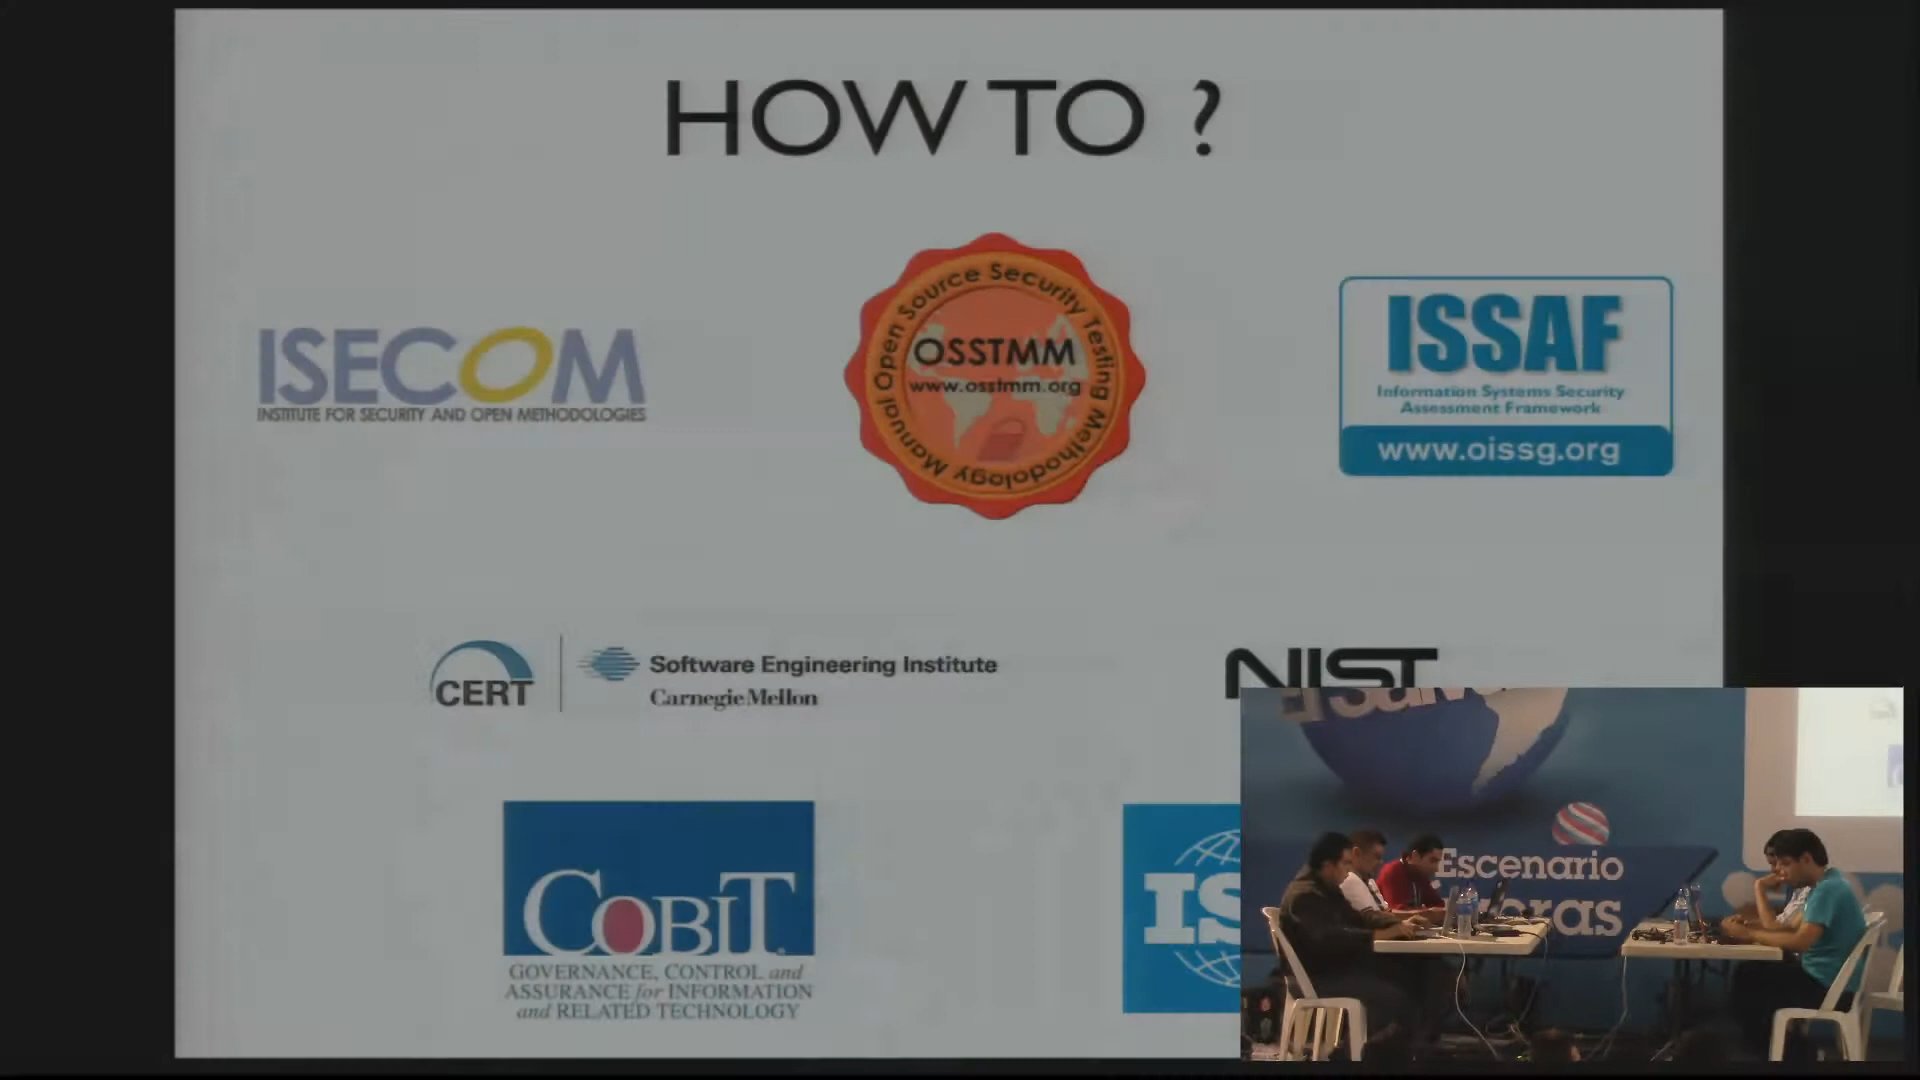 HOW TO ?
ISECOM
INSTITUTE FOR SECURITY AND OPEN METHODOLOGIES
Open Source Security Testing Methodology Manual
OSSTMM
www.osstmm.org
ISSAF
Information Systems Security
Assessment Framework
www.oissg.org
CERT
Software Engineering Institute
Carnegie Mellon
NIST
COBIT
GOVERNANCE, CONTROL and
ASSURANCE for INFORMATION
and RELATED TECHNOLOGY
IS
Escenario